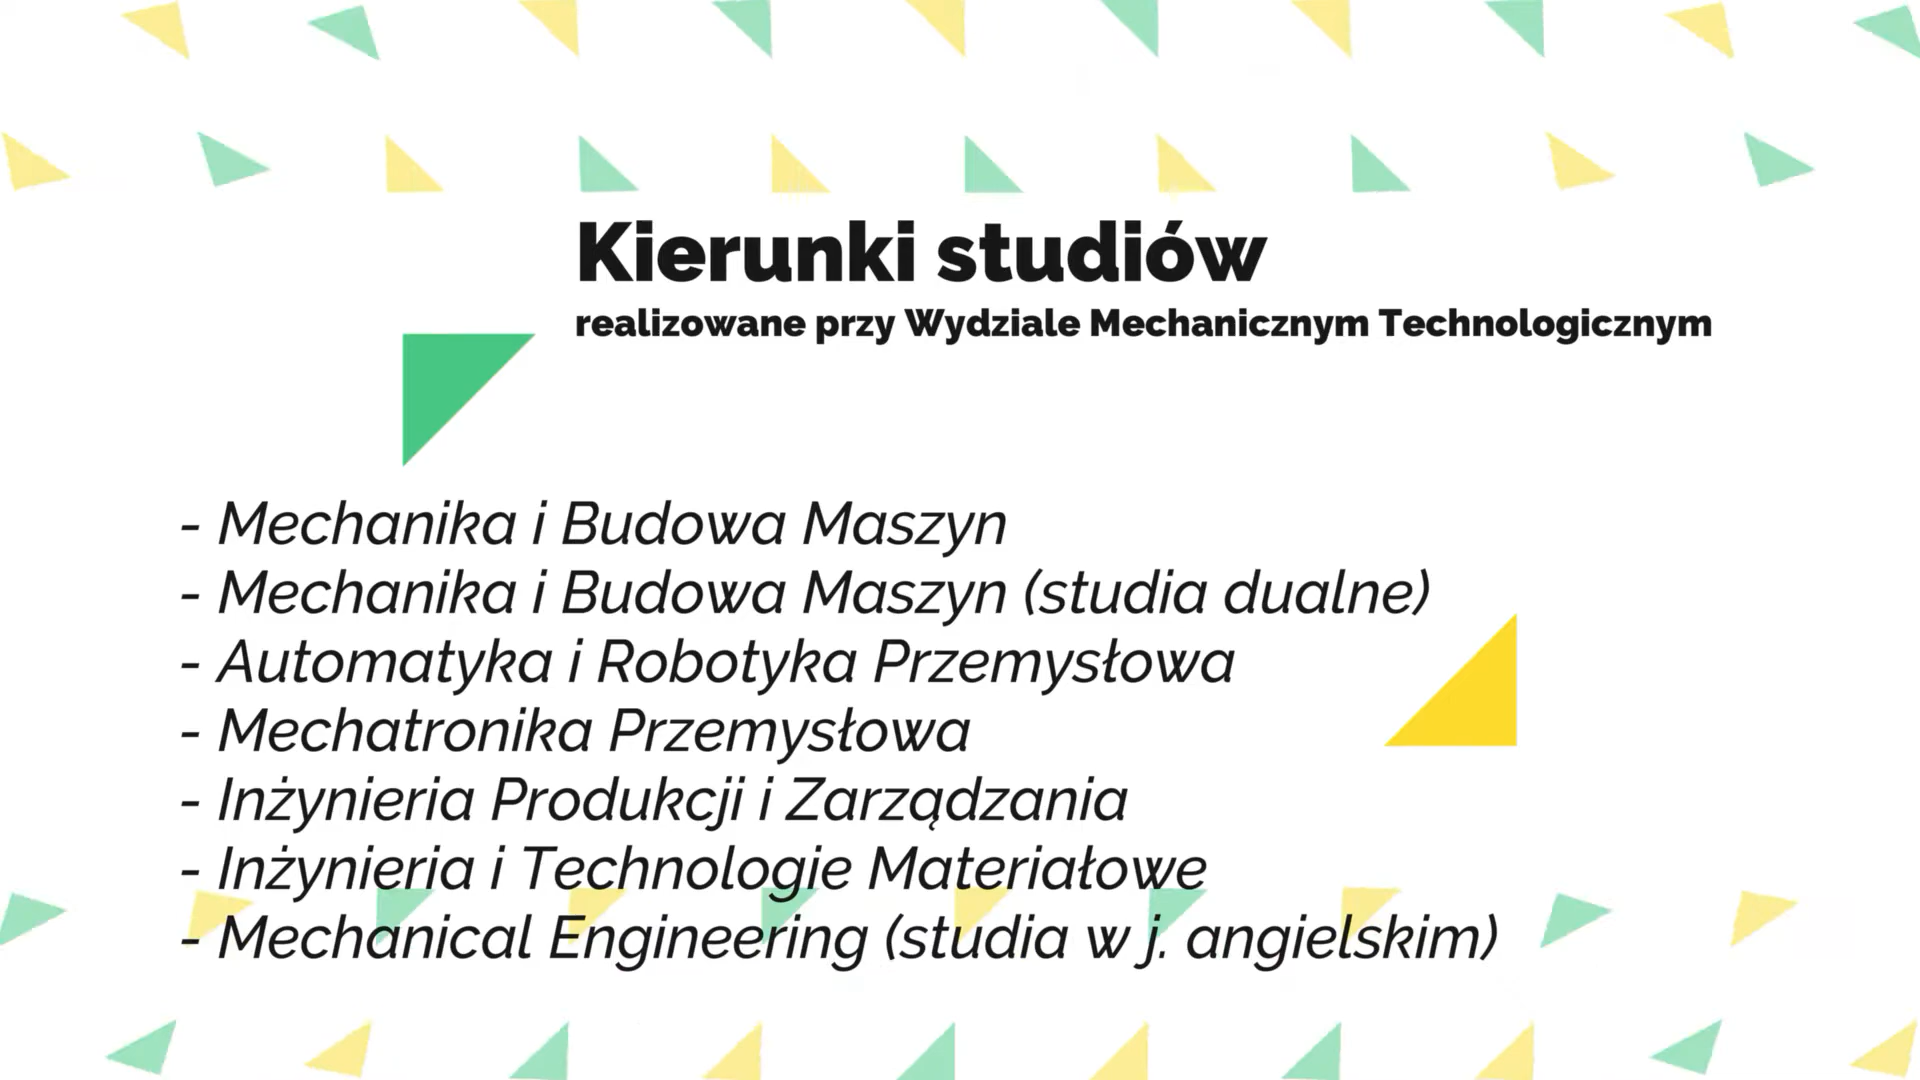 Kierunki studiów
realizowane przy Wydziale Mechanicznym Technologicznym
- Mechanika i Budowa Maszyn
- Mechanika i Budowa Maszyn (studia dualne)
- Automatyka i Robotyka Przemysłowa
- Mechatronika Przemysłowa
- Inżynieria Produkcji i Zarządzania
- Inżynieria i Technologie Materiałowe
- Mechanical Engineering (studia w j. angielskim)